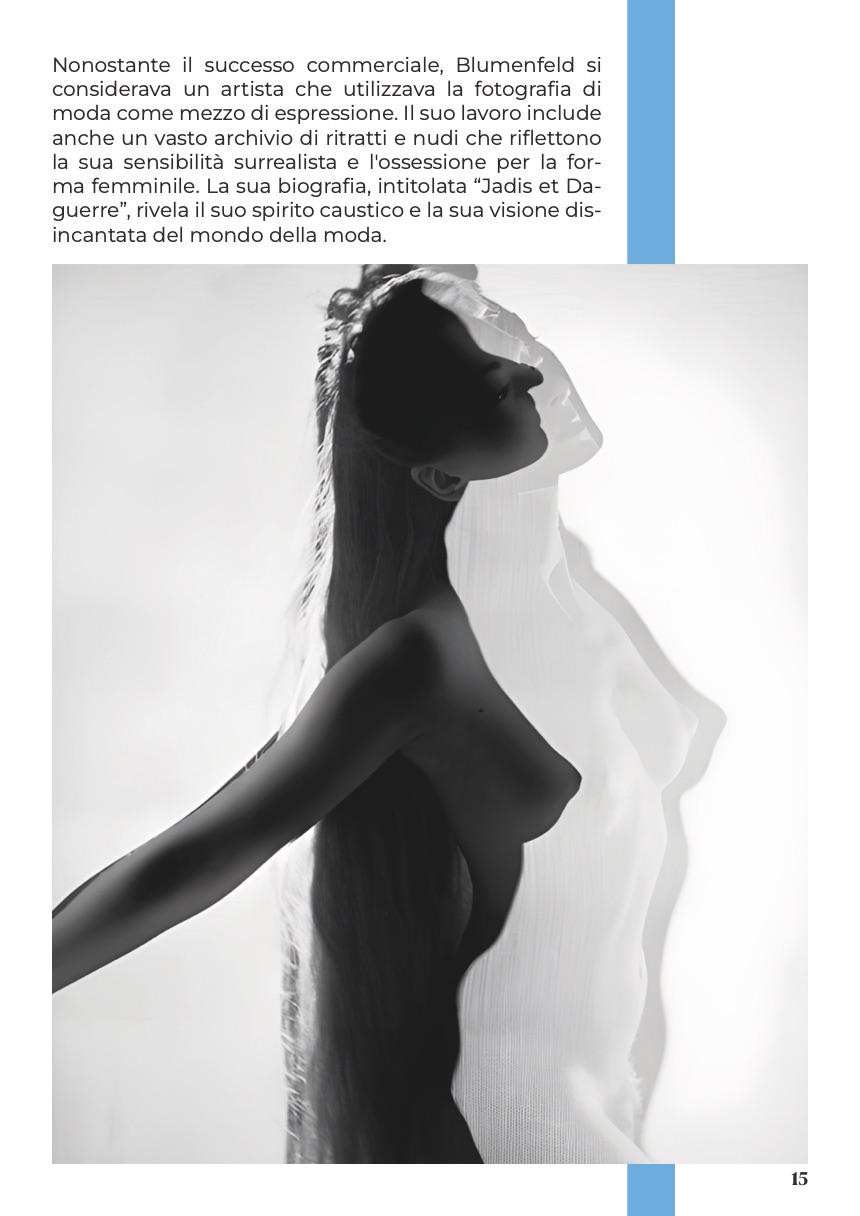 Nonostante il successo commerciale, Blumenfeld si
considerava un artista che utilizzava la fotografia di
moda come mezzo di espressione. Il suo lavoro include
anche un vasto archivio di ritratti e nudi che riflettono
la sua sensibilità surrealista e l'ossessione per la for-
ma femminile. La sua biografia, intitolata “Jadis et Da-
guerre”, rivela il suo spirito caustico e la sua visione dis-
incantata del mondo della moda.
15